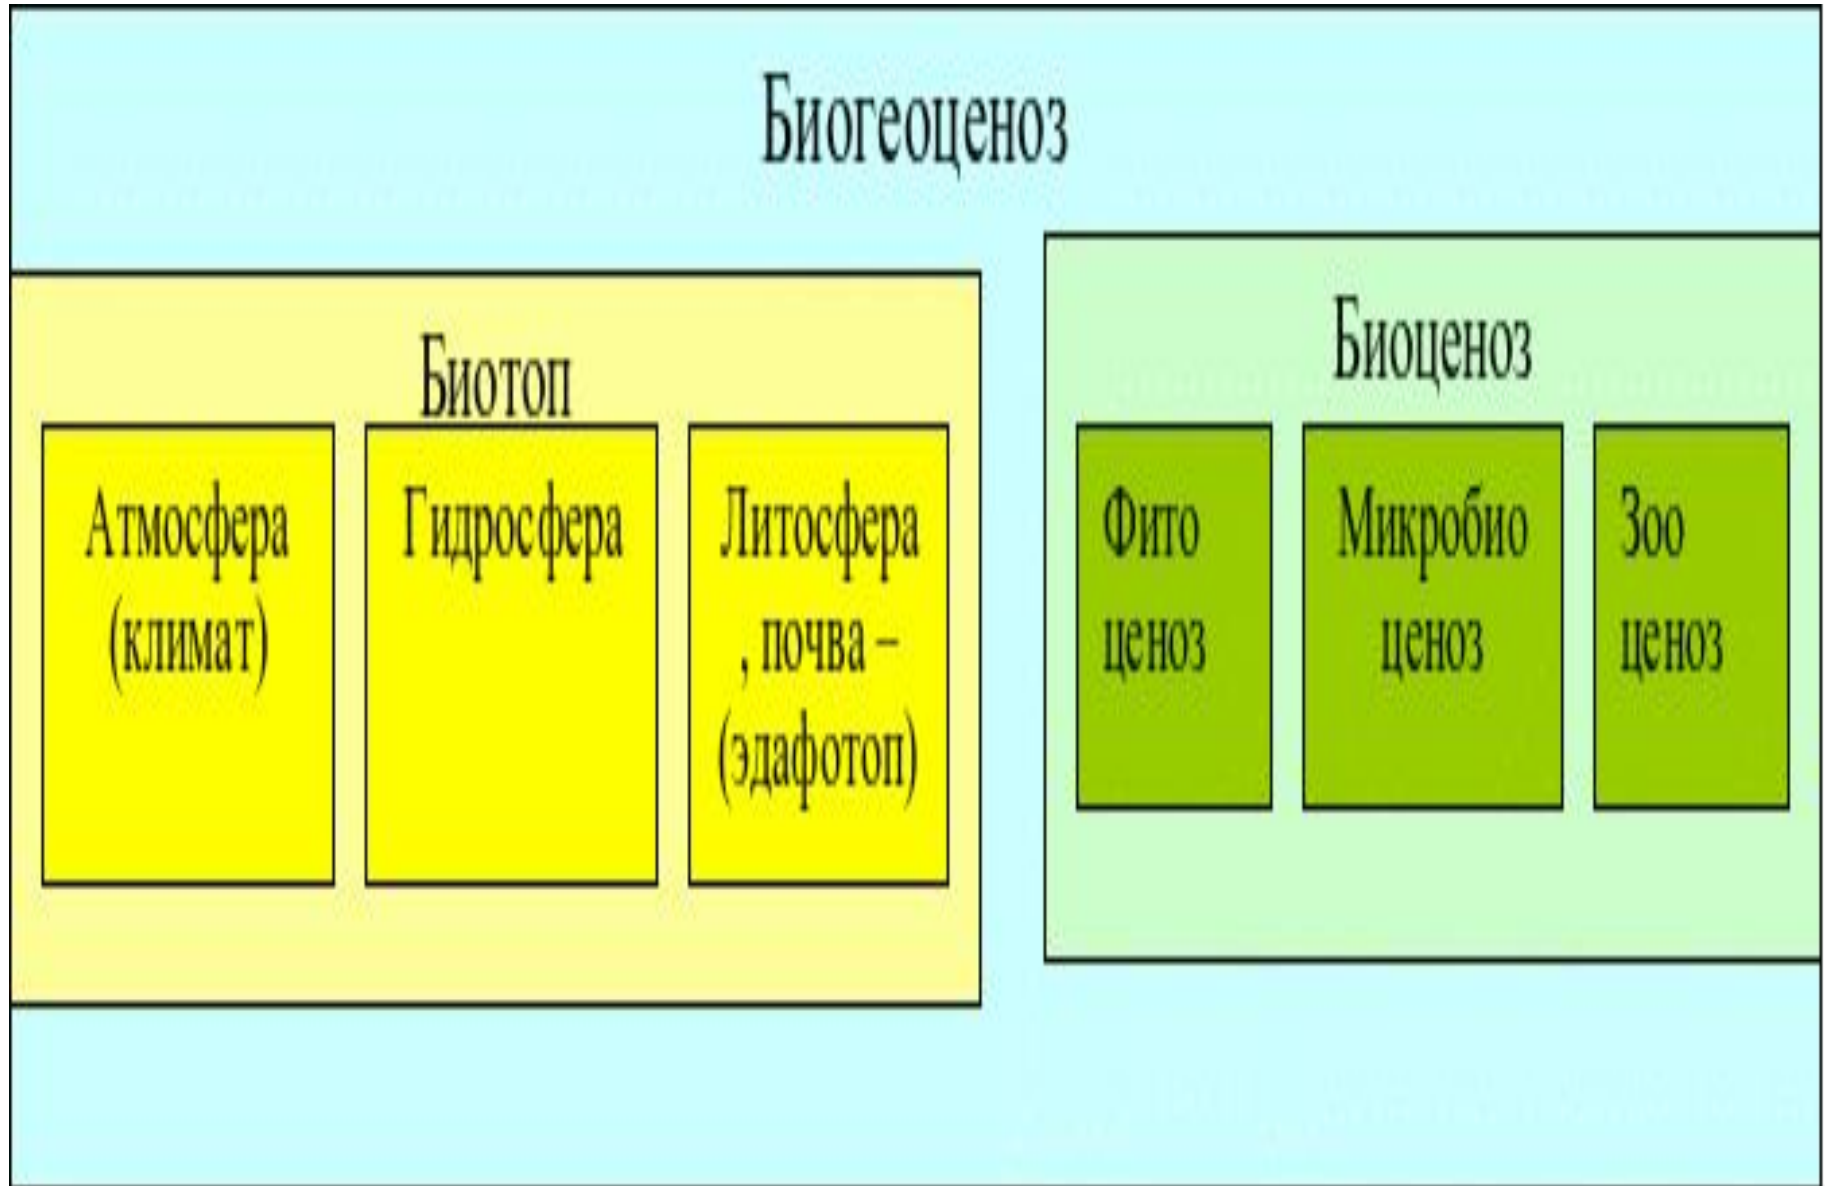 Биогеоценоз
Биотоп
Атмосфера
(климат)
Гидросфера
Литосфера
, почва –
(эдафотоп)
Биоценоз
Фито
ценоз
Микробио
ценоз
Зоо
ценоз